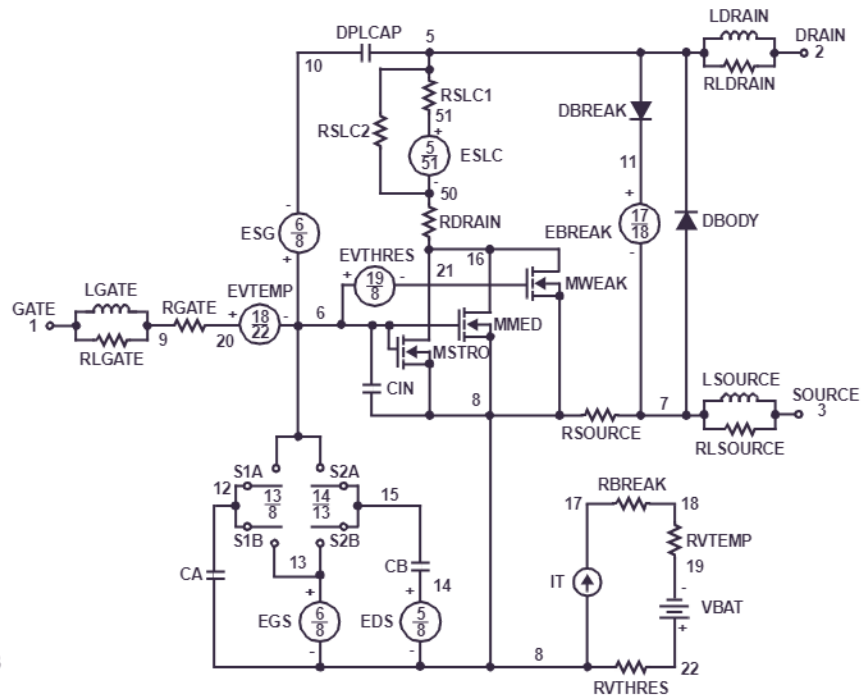 LDRAIN
DPLCAP 5 DRAIN
10 2
RLDRAIN
RSLC1
DBREAK
51
RSLC2 +
5
51 ESLC
11
- 50
- +
6
8 17
18
ESG RDRAIN EBREAK DBODY
+ EVTHRES 16 -
+ 19
8 - 21 MWEAK
LGATE EVTEMP
GATE RGATE + 18
22 - 6 MMED
1
9 20 MSTRO
RLGATE
LSOURCE
CIN 8 7 SOURCE
3
RSOURCE
RLSOURCE
S1A S2A
12 13
8 14
13 15 RBREAK
17 18
S1B S2B RVTEMP
13 CB 19
CA 14 IT -
+ + VBAT
6
8 5
8
EGS EDS +
- - 8 22
RVTHRES